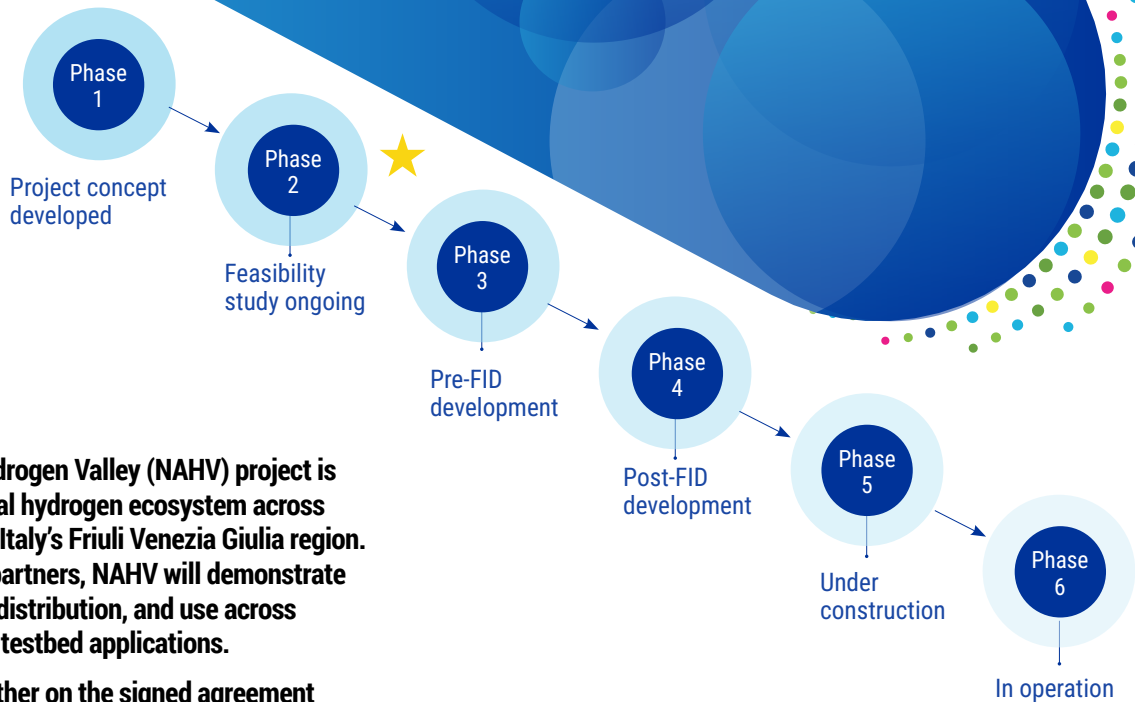 Phase
1
Project concept
developed
Phase
2
Feasibility
study ongoing
Phase
3
Pre-FID
development
Phase
4
Post-FID
development
Phase
5
Under
construction
Phase
6
In operation
drogen Valley (NAHV) project is
al hydrogen ecosystem across
Italy's Friuli Venezia Giulia region.
partners, NAHV will demonstrate
distribution, and use across
testbed applications.
ther on the signed agreement